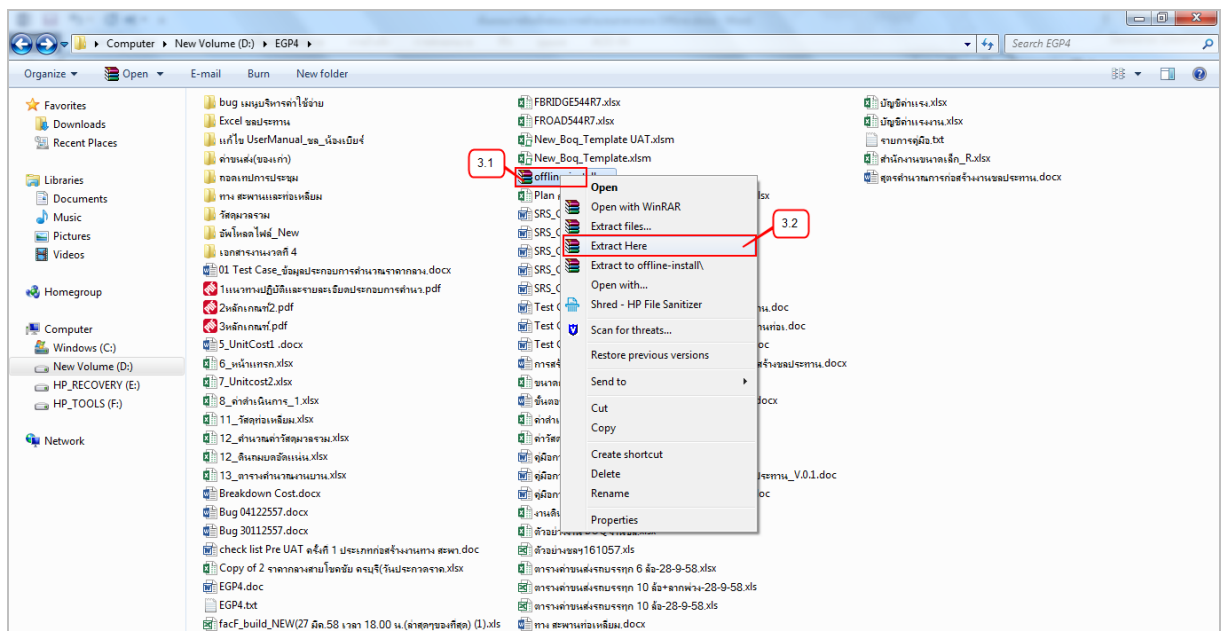 Computer ▸ New Volume (D:) ▸ EGP4 ▸
Search EGP4
Organize
Open
E-mail
Burn
New folder
Favorites
Downloads
Recent Places
Libraries
Documents
Music
Pictures
Videos
Homegroup
Computer
Windows (C:)
New Volume (D:)
HP_RECOVERY (E:)
HP_TOOLS (F:)
Network
bug เมนูบริหารค่าใช้จ่าย
Excel ชลประทาน
แก้ไข UserManual_ชล_น้องเบียร์
ค่าขนส่ง(ของเก่า)
ถอดเทปการประชุม
ทาง สะพานและท่อเหลี่ยม
วัสดุมวลรวม
อัพโหลดไฟล์_New
เอกสารงานงวดที่ 4
01 Test Case_ข้อมูลประกอบการคำนวณราคากลาง.docx
1แนวทางปฏิบัติและรายละเอียดประกอบการคำนว.pdf
2หลักเกณฑ์2.pdf
3หลักเกณฑ์.pdf
5_UnitCost1 .docx
6_หน้าแทรก.xlsx
7_Unitcost2.xlsx
8_ค่าดำเนินการ_1.xlsx
11_วัสดุท่อเหลี่ยม.xlsx
12_คำนวณค่าวัสดุมวลรวม.xlsx
12_ดินถมบดอัดแน่น.xlsx
13_ตารางคำนวณงานบาน.xlsx
Breakdown Cost.docx
Bug 04122557.docx
Bug 30112557.docx
check list Pre UAT ครั้งที่ 1 ประเภทก่อสร้างงานทาง สะพา.doc
Copy of 2 ราคากลางสายโชคชัย ครบุรี(วันประกวดราค.xlsx
EGP4.doc
EGP4.txt
facF_build_NEW(27 มีค.58 เวลา 18.00 น.(ล่าสุดๆของที่สุด) (1).xls
FBRIDGE544R7.xlsx
FROAD544R7.xlsx
New_Boq_Template UAT.xlsm
New_Boq_Template.xlsm
3.1
Plan
SRS_
SRS_
SRS_
SRS_
SRS_
Test
Test
Test
ตารางค่าขนส่งรถบรรทุก 6 ล้อ-28-9-58.xlsx
ตารางค่าขนส่งรถบรรทุก 10 ล้อ+ลากพ่วง-28-9-58.xls
ตารางค่าขนส่งรถบรรทุก 10 ล้อ-28-9-58.xls
ทาง สะพานท่อเหลี่ยม.docx
ตัวอย่างชลฯ161057.xls
Open
Open with WinRAR
Extract files...
Extract Here
3.2
Extract to offline-install\
Open with...
Shred - HP File Sanitizer
Scan for threats...
Restore previous versions
Send to
Cut
Copy
Create shortcut
Delete
Rename
Properties
บัญชีค่าแรง.xlsx
บัญชีค่าแรงงาน.xlsx
รายการคู่มือ.txt
สำนักงานขนาดเล็ก_R.xlsx
สูตรคำนวณการก่อสร้างงานชลประทาน.docx